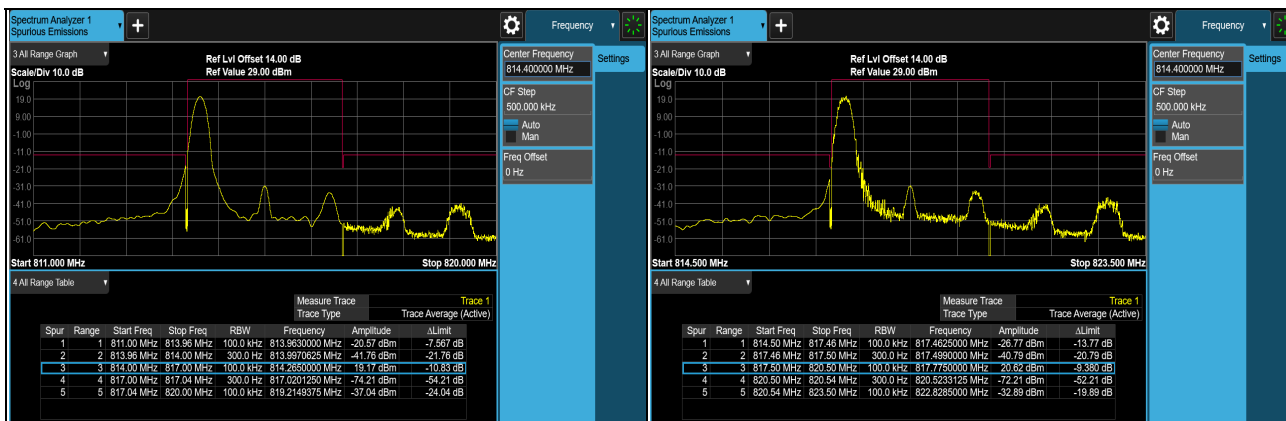 Spectrum Analyzer 1
Spurious Emissions
Frequency
3 All Range Graph
Ref Lvl Offset 14.00 dB
Scale/Div 10.0 dB
Ref Value 29.00 dBm
Log
19.0
9.00
-1.00
-11.0
-21.0
-31.0
-41.0
-51.0
-61.0
Start 811.000 MHz
Stop 820.000 MHz
Center Frequency
814.400000 MHz
Settings
CF Step
500.000 kHz
Auto
Man
Freq Offset
0 Hz
4 All Range Table
Measure Trace Trace 1
Trace Type Trace Average (Active)
Spur Range Start Freq Stop Freq RBW Frequency Amplitude ΔLimit
1 1 811.00 MHz 813.96 MHz 100.0 kHz 813.9630000 MHz -20.57 dBm -7.567 dB
2 2 813.96 MHz 814.00 MHz 300.0 Hz 813.9970625 MHz -41.76 dBm -21.76 dB
3 3 814.00 MHz 817.00 MHz 100.0 kHz 814.2650000 MHz 19.17 dBm -10.83 dB
4 4 817.00 MHz 817.04 MHz 300.0 Hz 817.0201250 MHz -74.21 dBm -54.21 dB
5 5 817.04 MHz 820.00 MHz 100.0 kHz 819.2149375 MHz -37.04 dBm -24.04 dB
Spectrum Analyzer 1
Spurious Emissions
Frequency
3 All Range Graph
Ref Lvl Offset 14.00 dB
Scale/Div 10.0 dB
Ref Value 29.00 dBm
Log
19.0
9.00
-1.00
-11.0
-21.0
-31.0
-41.0
-51.0
-61.0
Start 814.500 MHz
Stop 823.500 MHz
Center Frequency
814.400000 MHz
Settings
CF Step
500.000 kHz
Auto
Man
Freq Offset
0 Hz
4 All Range Table
Measure Trace Trace 1
Trace Type Trace Average (Active)
Spur Range Start Freq Stop Freq RBW Frequency Amplitude ΔLimit
1 1 814.50 MHz 817.46 MHz 100.0 kHz 817.4625000 MHz -26.77 dBm -13.77 dB
2 2 817.46 MHz 817.50 MHz 300.0 Hz 817.4990000 MHz -40.79 dBm -20.79 dB
3 3 817.50 MHz 820.50 MHz 100.0 kHz 817.7750000 MHz 20.62 dBm -9.380 dB
4 4 820.50 MHz 820.54 MHz 300.0 Hz 820.5233125 MHz -72.21 dBm -52.21 dB
5 5 820.54 MHz 823.50 MHz 100.0 kHz 822.8285000 MHz -32.89 dBm -19.89 dB